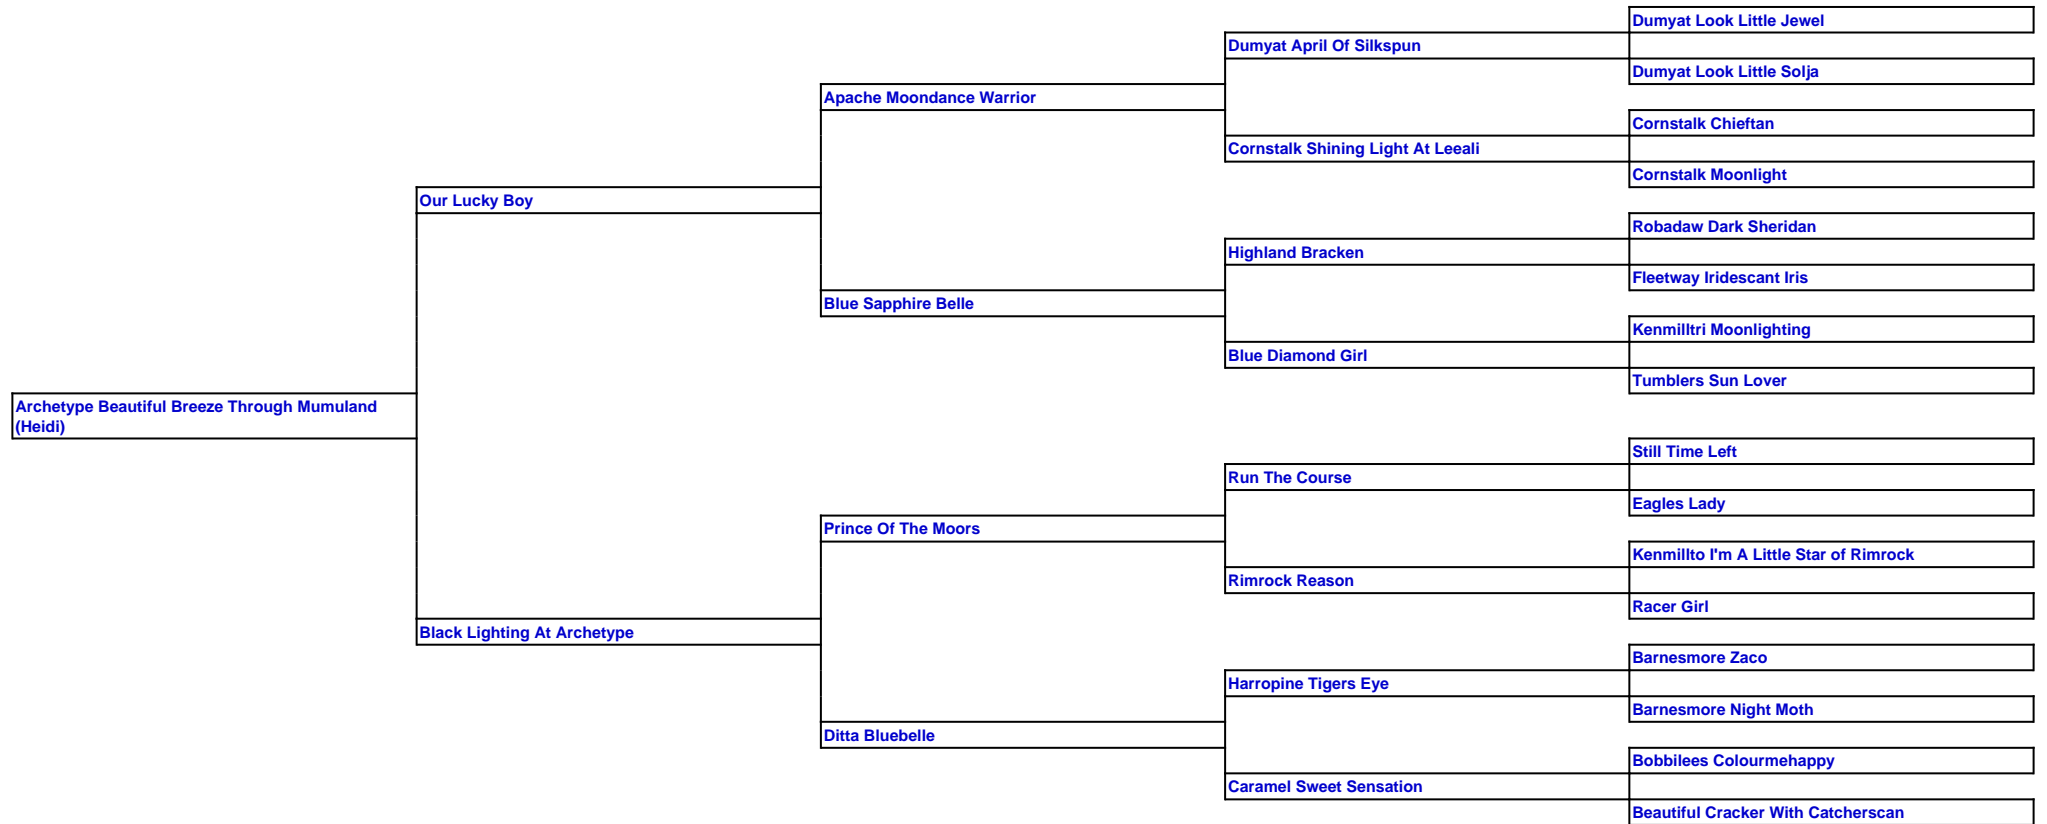 Dumyat Look Little Jewel
Dumyat April Of Silkspun
Dumyat Look Little Solja
Apache Moondance Warrior
Cornstalk Chieftan
Cornstalk Shining Light At Leeali
Cornstalk Moonlight
Our Lucky Boy
Robadaw Dark Sheridan
Highland Bracken
Fleetway Iridescant Iris
Blue Sapphire Belle
Kenmilltri Moonlighting
Blue Diamond Girl
Tumblers Sun Lover
Archetype Beautiful Breeze Through Mumuland
(Heidi)
Still Time Left
Run The Course
Eagles Lady
Prince Of The Moors
Kenmillto I'm A Little Star of Rimrock
Rimrock Reason
Racer Girl
Black Lighting At Archetype
Barnesmore Zaco
Harropine Tigers Eye
Barnesmore Night Moth
Ditta Bluebelle
Bobbilees Colourmehappy
Caramel Sweet Sensation
Beautiful Cracker With Catcherscan